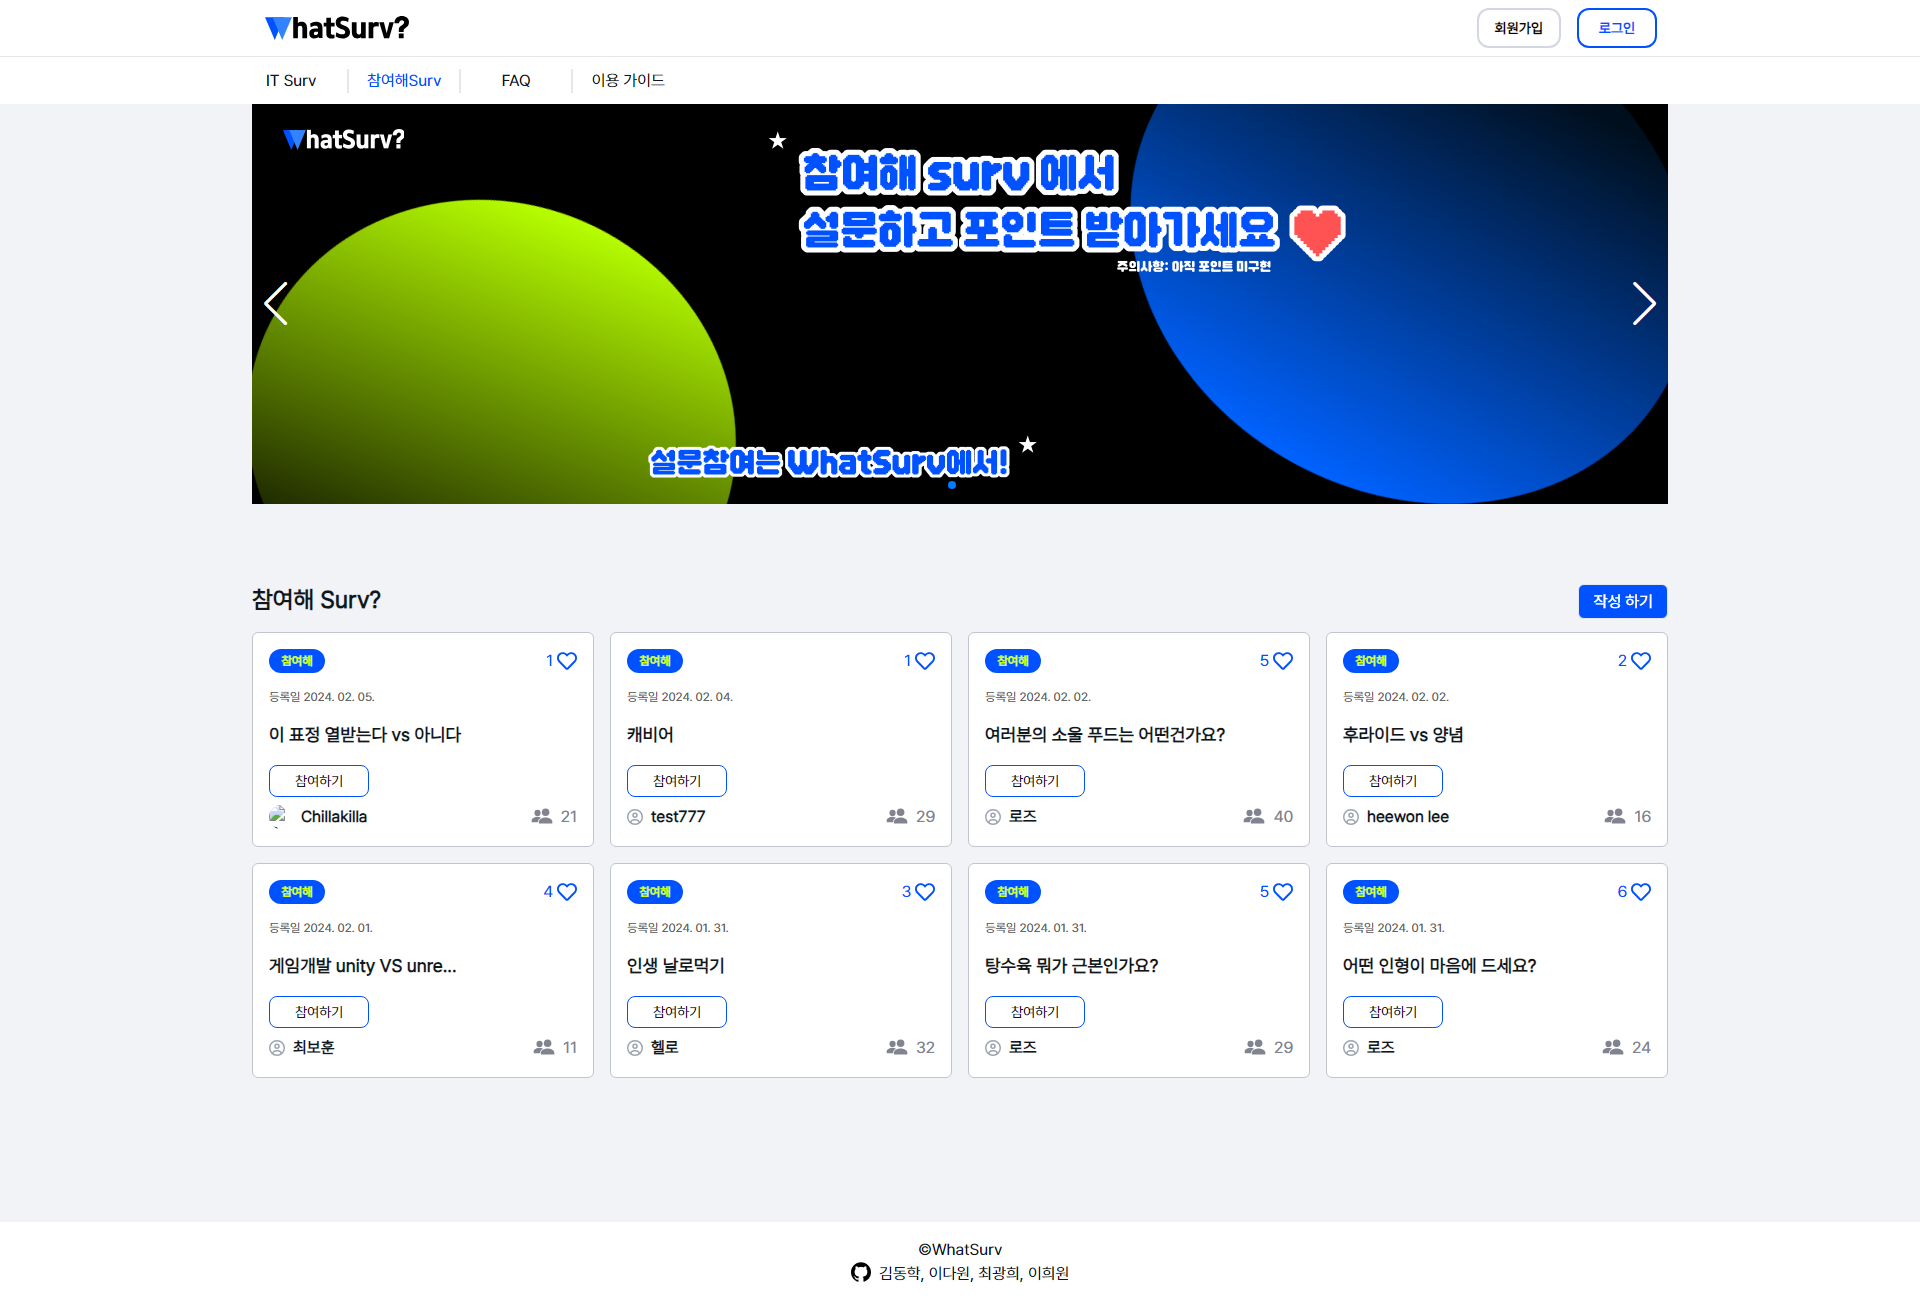 WhatSurv?
회원가입
로그인
IT Surv
참여해Surv
FAQ
이용 가이드
WhatSurv?
참여해 surv 에서
설문하고 포인트 받아가세요
주의사항: 아직 포인트 미구현
설문참여는 WhatSurv에서!
참여해 Surv?
작성 하기
참여해 1
등록일 2024. 02. 05.
이 표정 열받는다 vs 아니다
참여하기
Chillakilla 21
참여해 1
등록일 2024. 02. 04.
캐비어
참여하기
test777 29
참여해 5
등록일 2024. 02. 02.
여러분의 소울 푸드는 어떤건가요?
참여하기
로즈 40
참여해 2
등록일 2024. 02. 02.
후라이드 vs 양념
참여하기
heewon lee 16
참여해 4
등록일 2024. 02. 01.
게임개발 unity VS unre...
참여하기
최보훈 11
참여해 3
등록일 2024. 01. 31.
인생 날로먹기
참여하기
헬로 32
참여해 5
등록일 2024. 01. 31.
탕수육 뭐가 근본인가요?
참여하기
로즈 29
참여해 6
등록일 2024. 01. 31.
어떤 인형이 마음에 드세요?
참여하기
로즈 24
©WhatSurv
김동학, 이다원, 최광희, 이희원